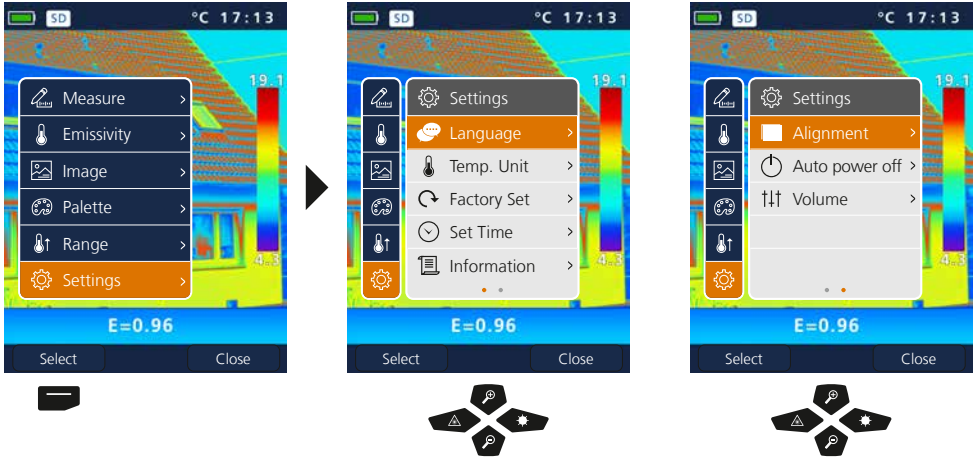 SD °C 17:13
19.1
Measure
Emissivity
Image
Palette
Range
Settings
4.3
E=0.96
Select Close
SD °C 17:13
19.1
Settings
Language
Temp. Unit
Factory Set
Set Time
Information
4.3
E=0.96
Select Close
SD °C 17:13
19.1
Settings
Alignment
Auto power off
Volume
4.3
E=0.96
Select Close